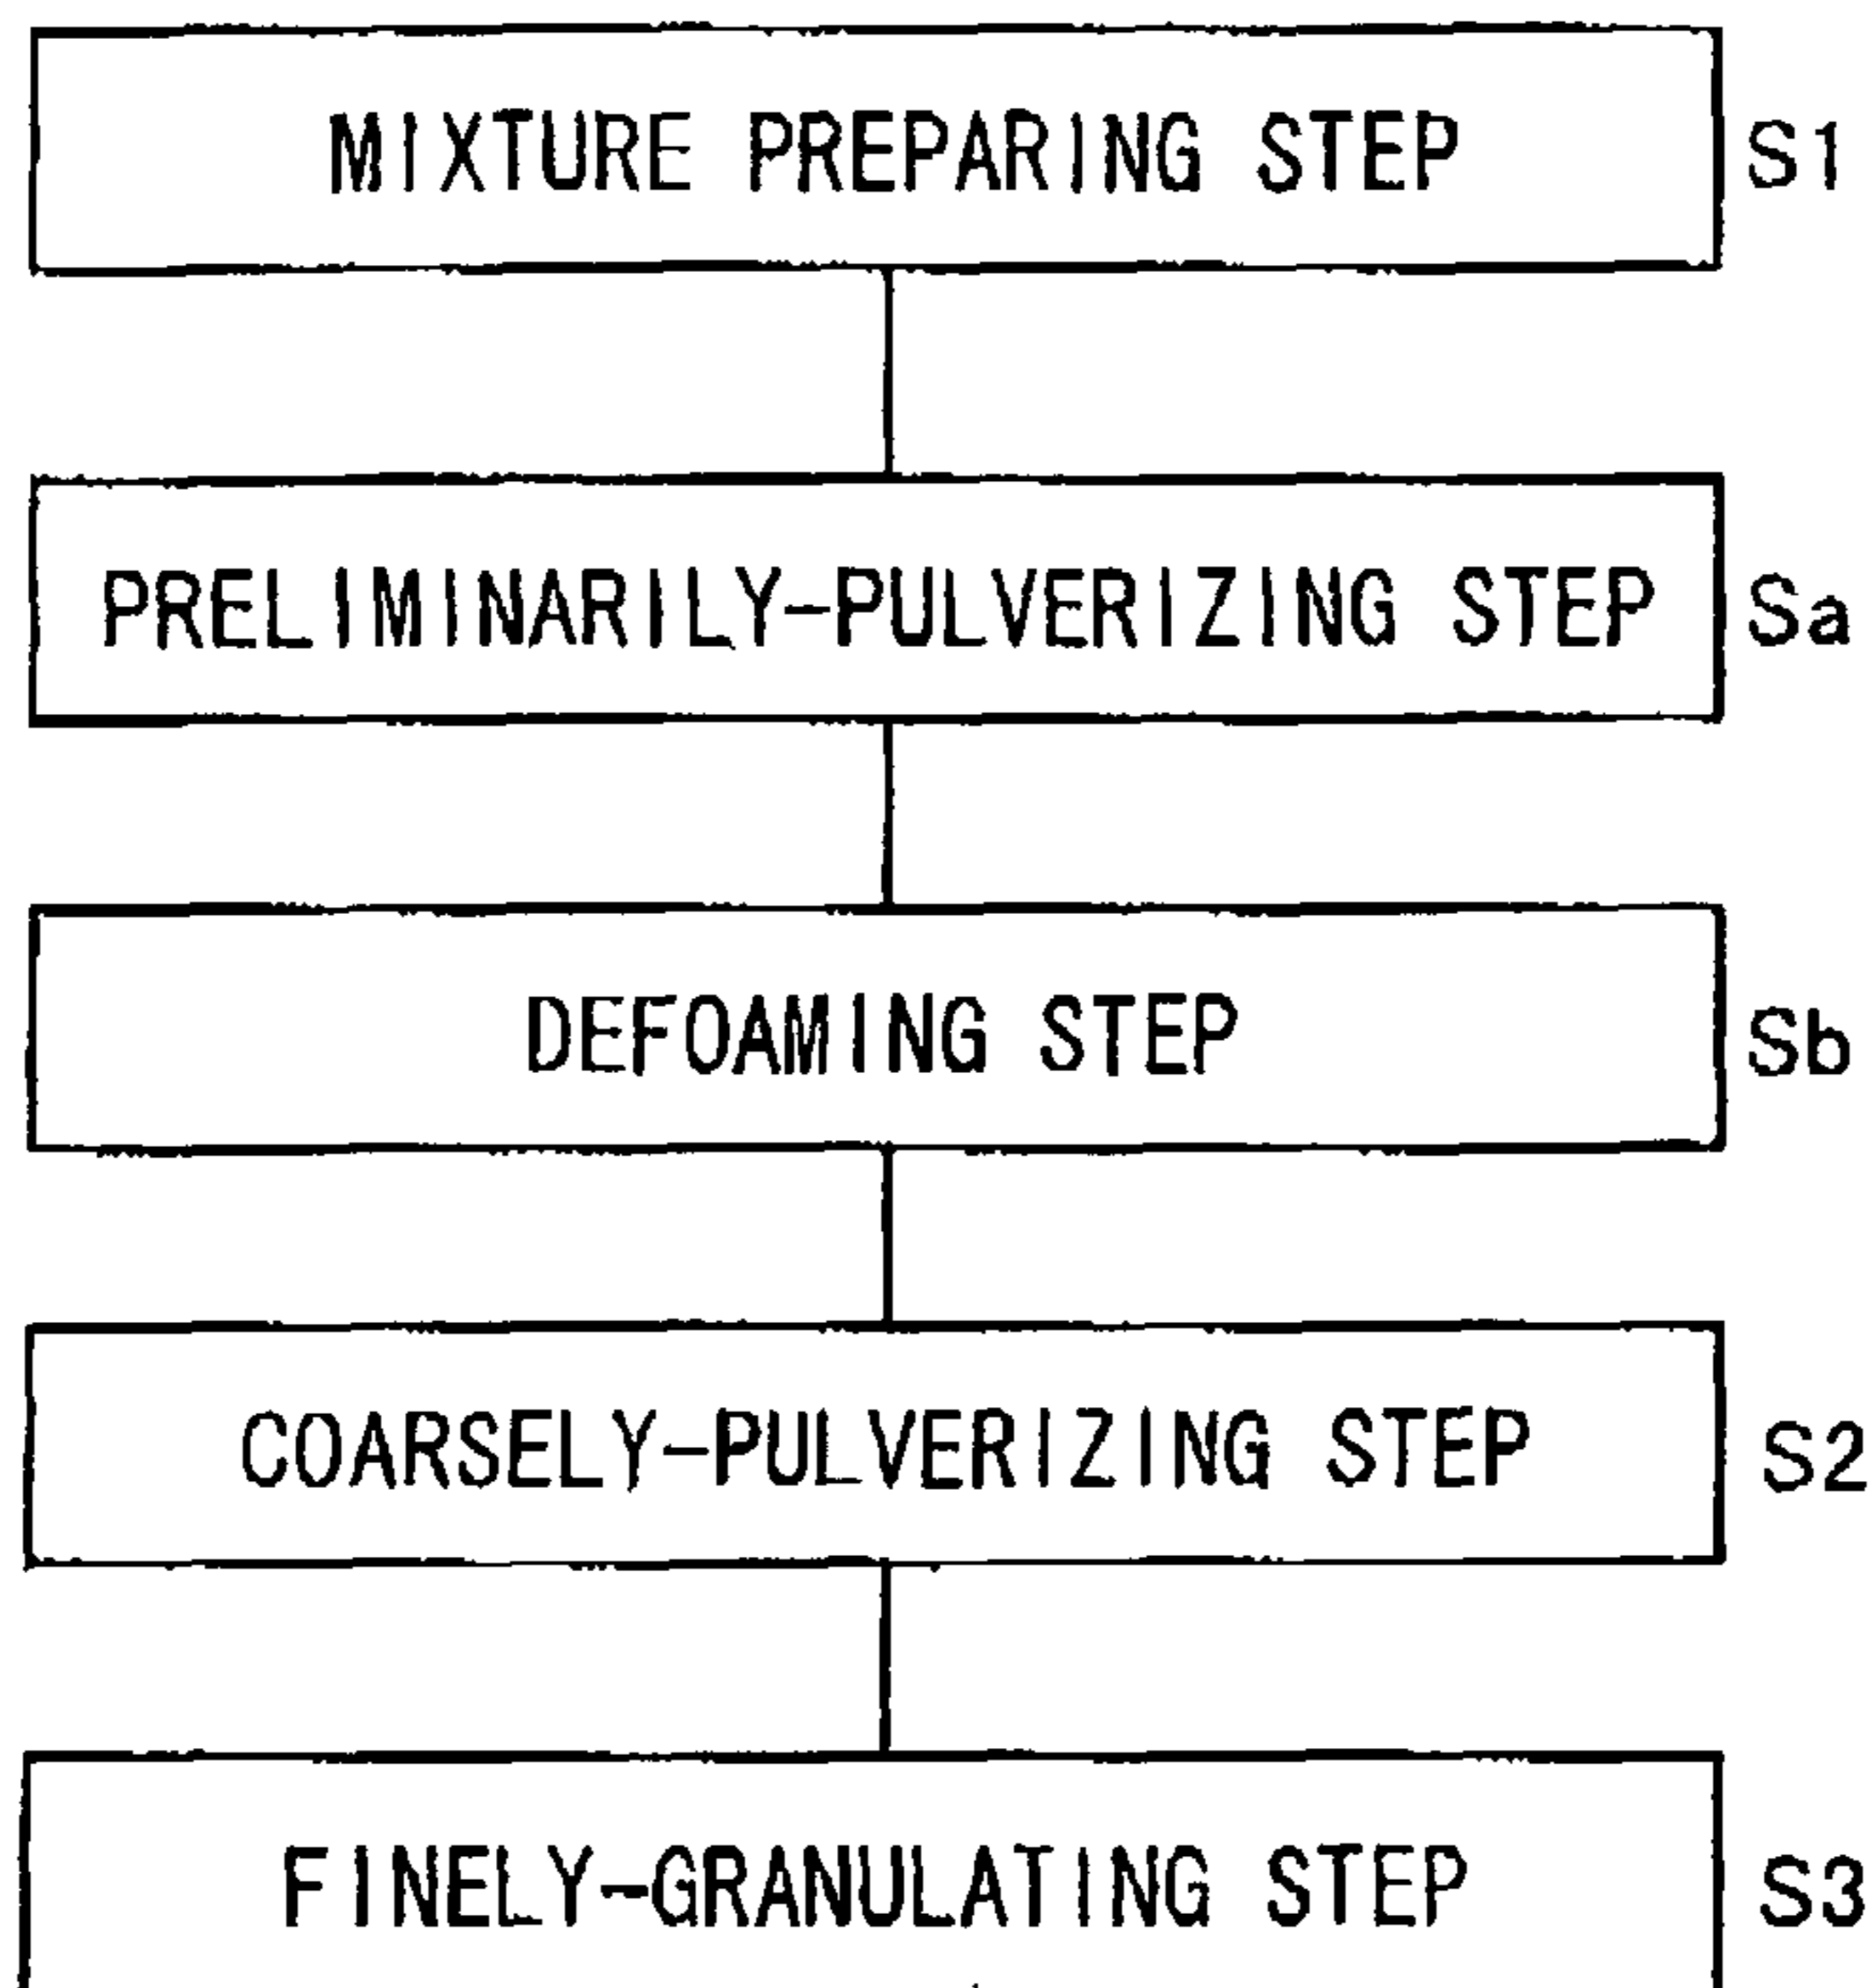 MIXTURE PREPARING STEP S1
PRELIMINARILY-PULVERIZING STEP Sa
DEFOAMING STEP Sb
COARSELY-PULVERIZING STEP S2
FINELY-GRANULATING STEP S3